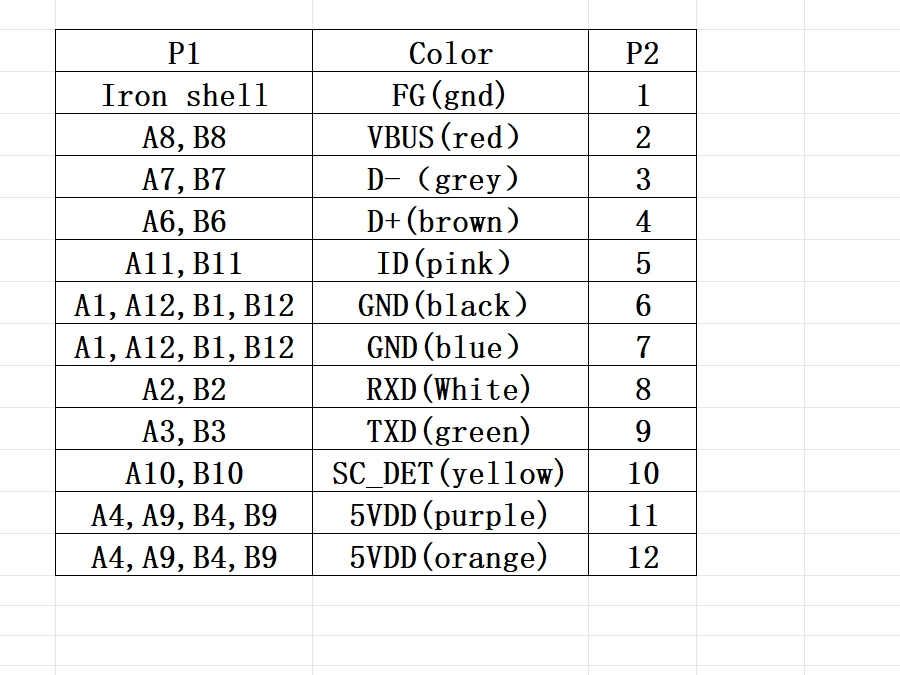 P1 Color P2
Iron shell FG(gnd) 1
A8,B8 VBUS(red） 2
A7,B7 D-（grey） 3
A6,B6 D+(brown） 4
A11,B11 ID(pink） 5
A1,A12,B1,B12 GND(black） 6
A1,A12,B1,B12 GND(blue） 7
A2,B2 RXD(White) 8
A3,B3 TXD(green) 9
A10,B10 SC_DET(yellow) 10
A4,A9,B4,B9 5VDD(purple) 11
A4,A9,B4,B9 5VDD(orange) 12